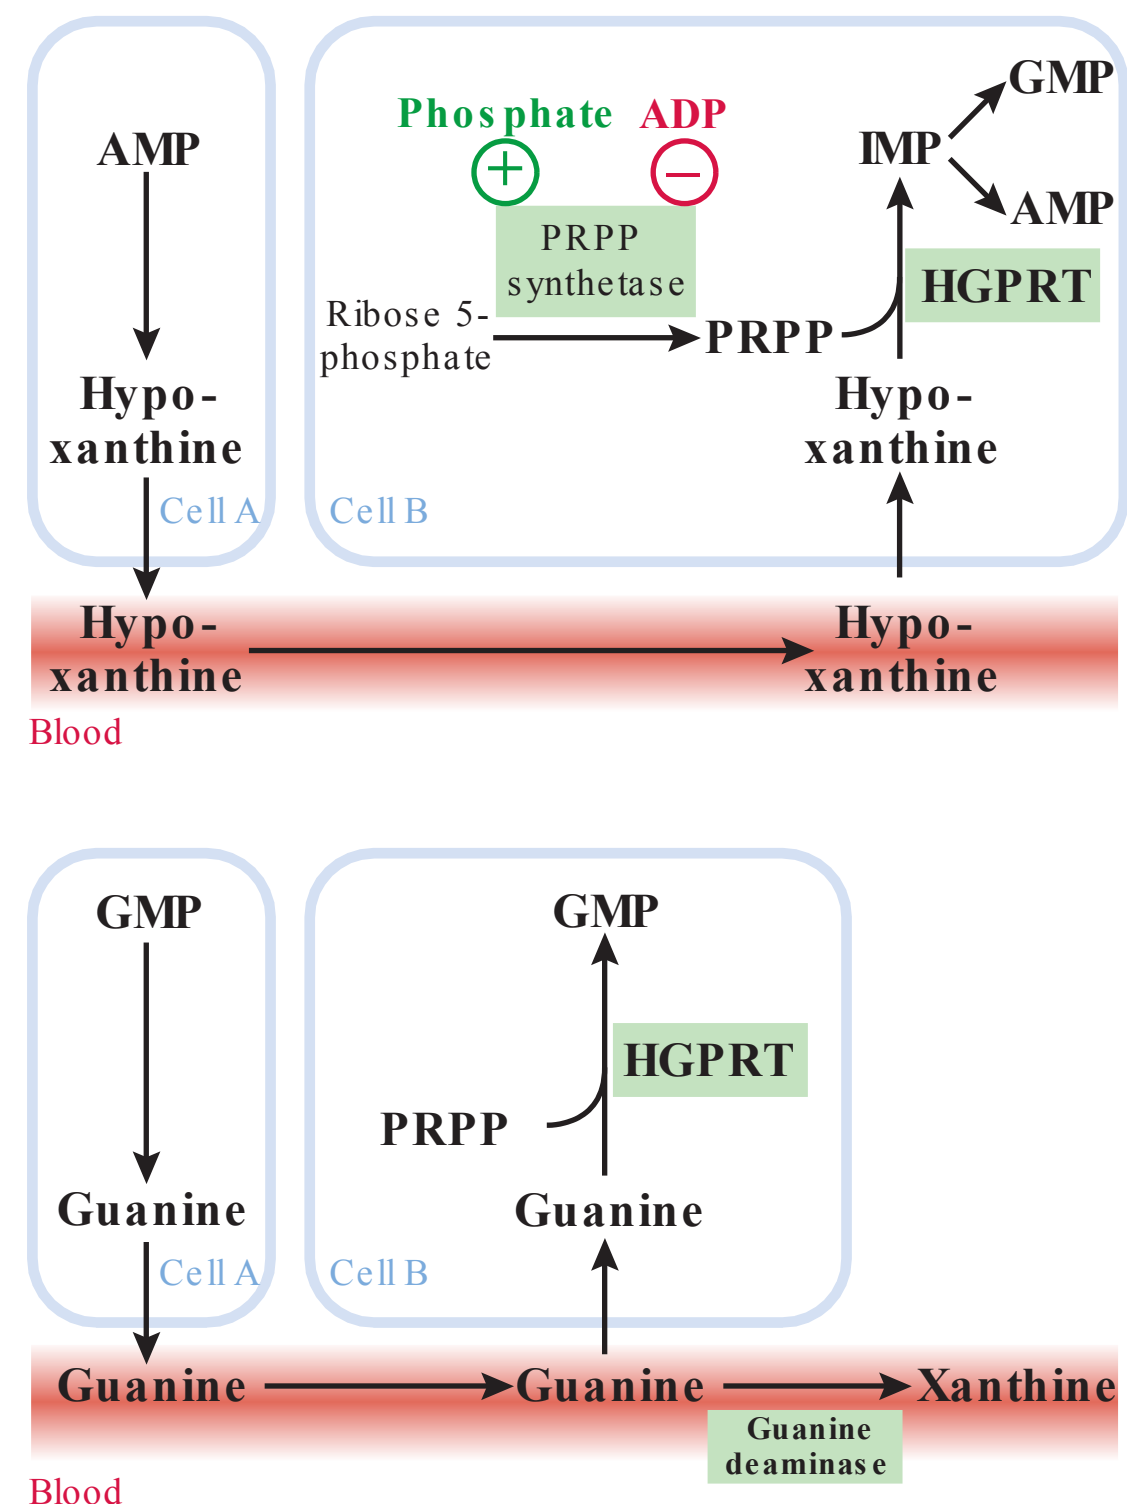 GMP
Phosphate ADP
AMP
IMP
+
−
AMP
PRPP
synthetase
HGPRT
Ribose 5-
phosphate
PRPP
Hypo-
xanthine
Hypo-
xanthine
Cell A
Cell B
Hypo-
xanthine
Hypo-
xanthine
Blood
GMP
GMP
HGPRT
PRPP
Guanine
Guanine
Cell A
Cell B
Guanine
Guanine
Xanthine
Guanine
deaminase
Blood